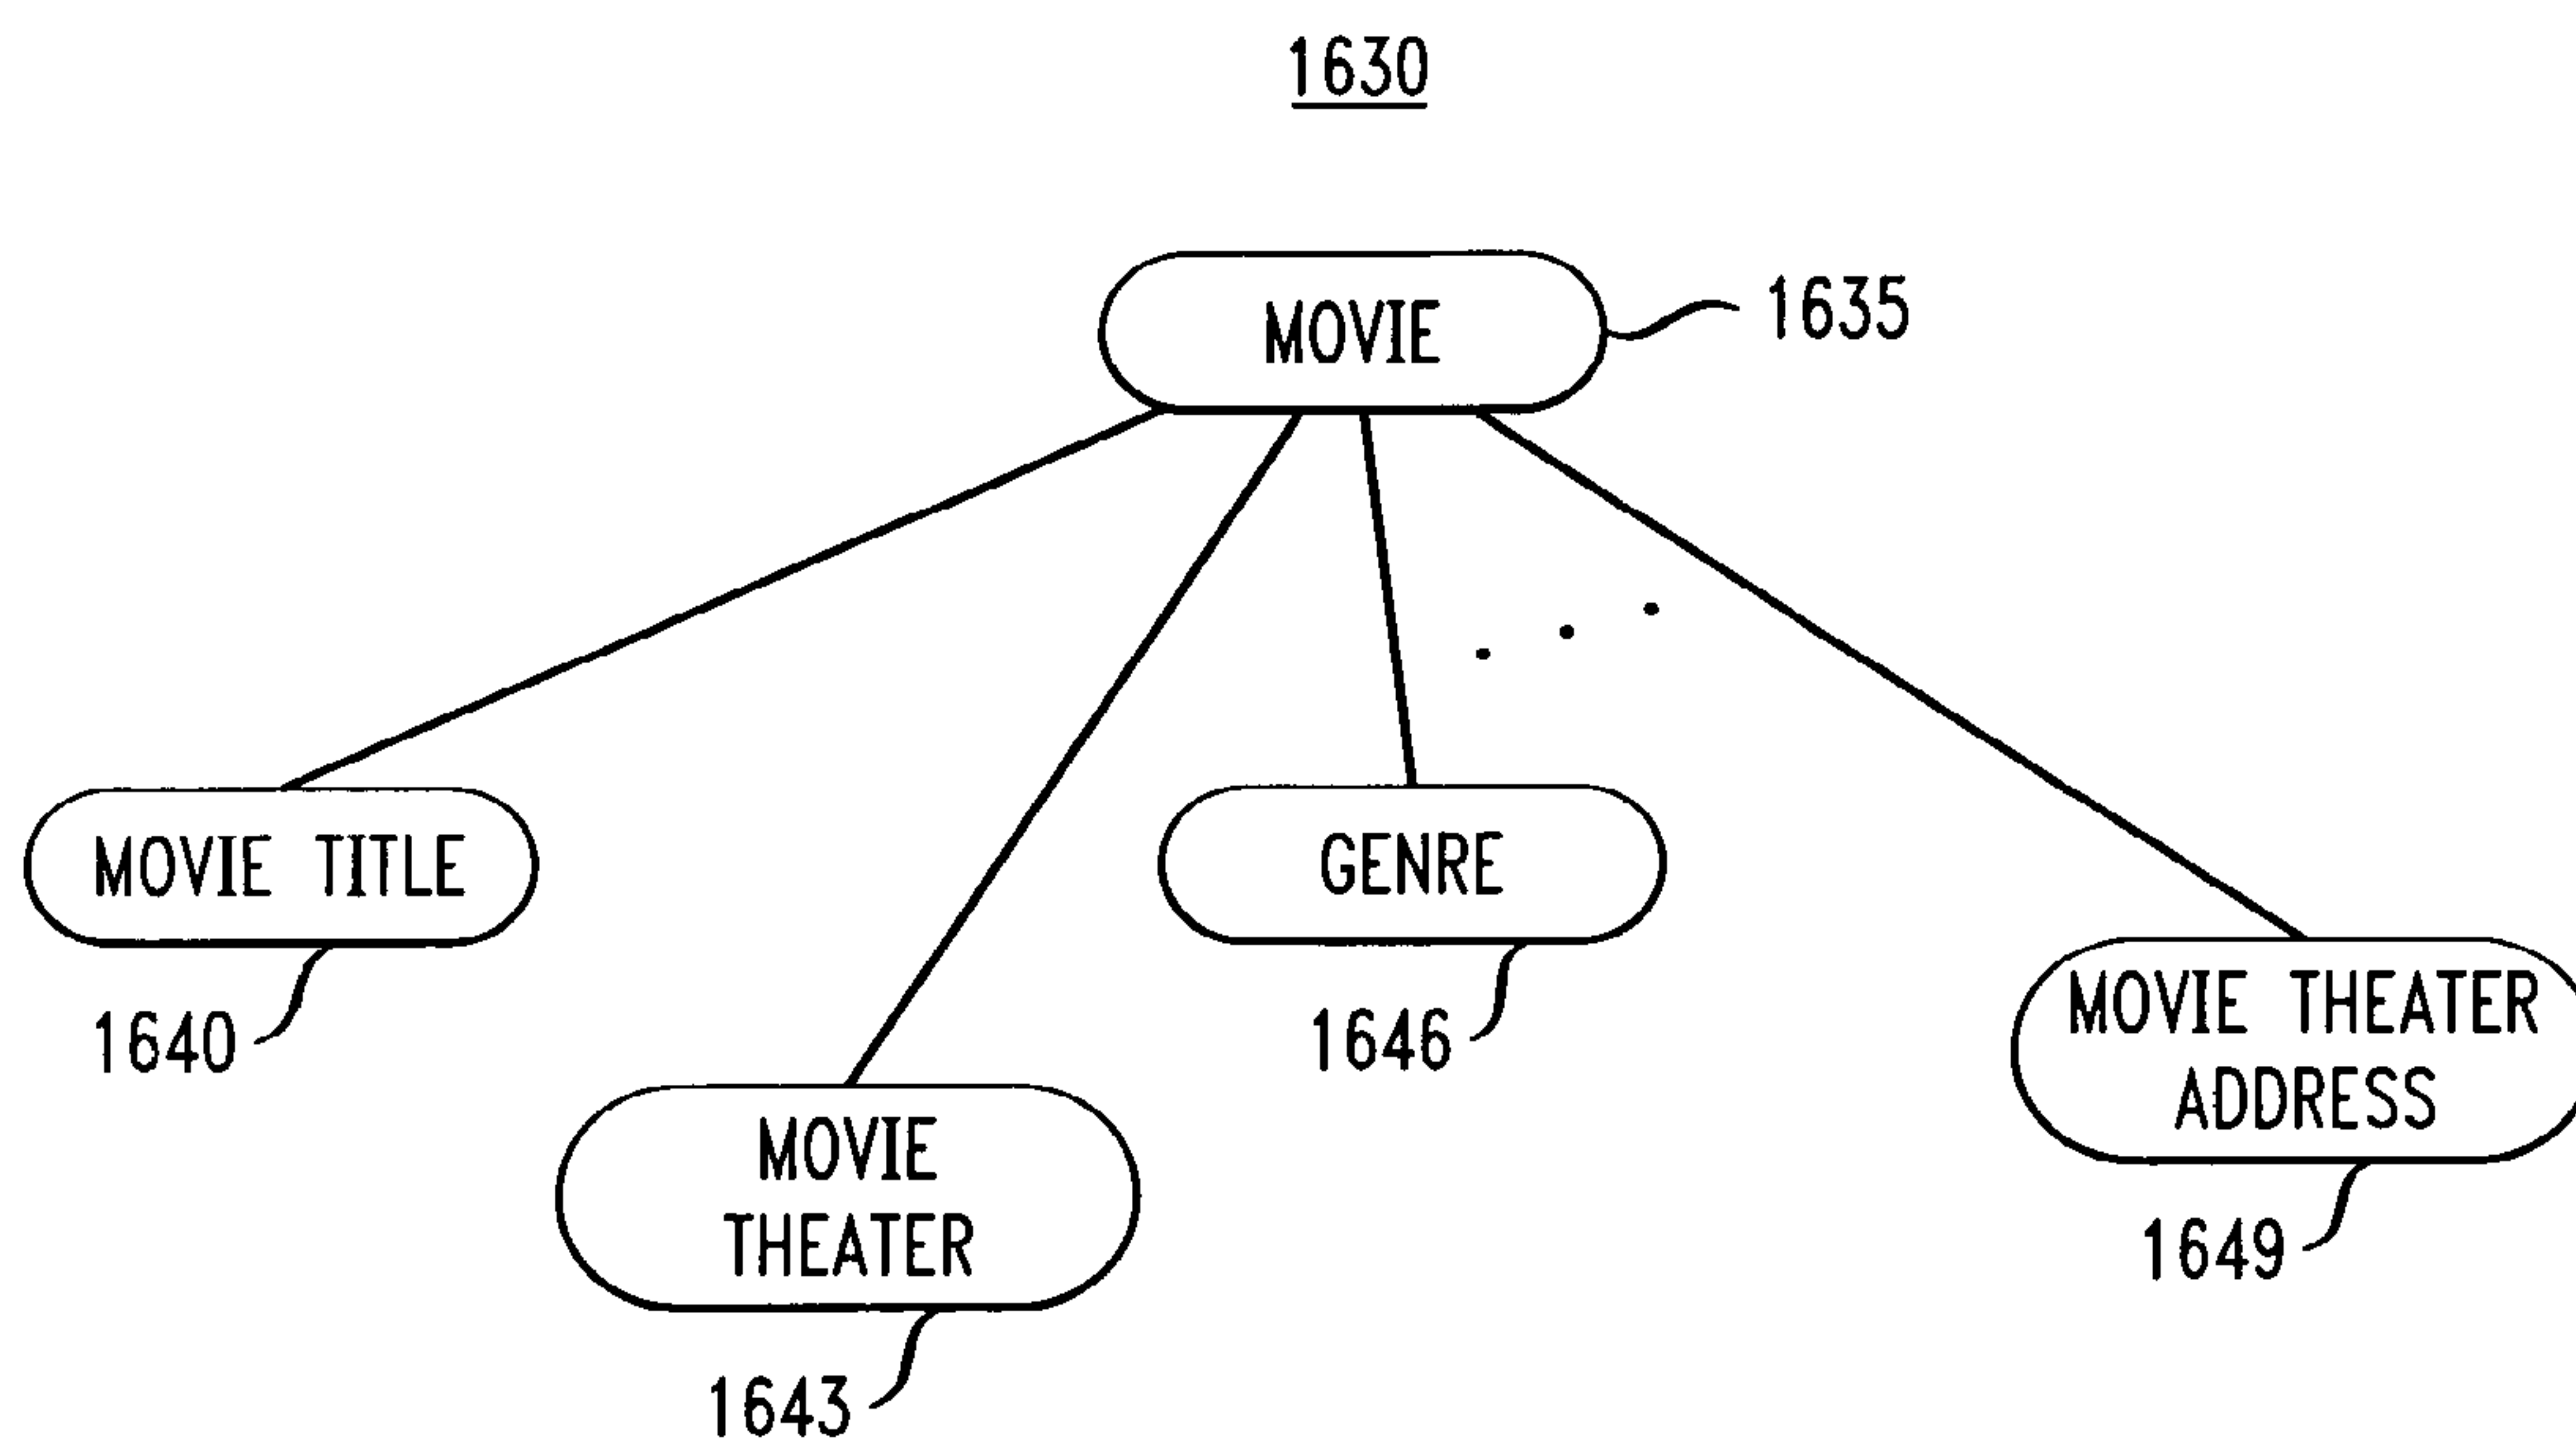 1630
MOVIE
1635
MOVIE TITLE
1640
MOVIE
THEATER
1643
GENRE
1646
MOVIE THEATER
ADDRESS
1649